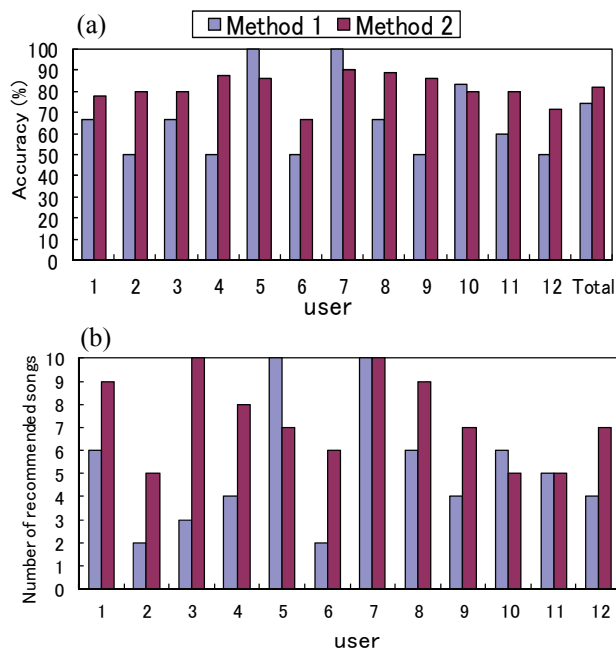 (a)
Method 1 Method 2
100
90
80
70
60
50
40
30
20
10
0
Accuracy (%)
1 2 3 4 5 6 7 8 9 10 11 12 Total
user
(b)
10
9
8
7
6
5
4
3
2
1
0
Number of recommended songs
1 2 3 4 5 6 7 8 9 10 11 12
user